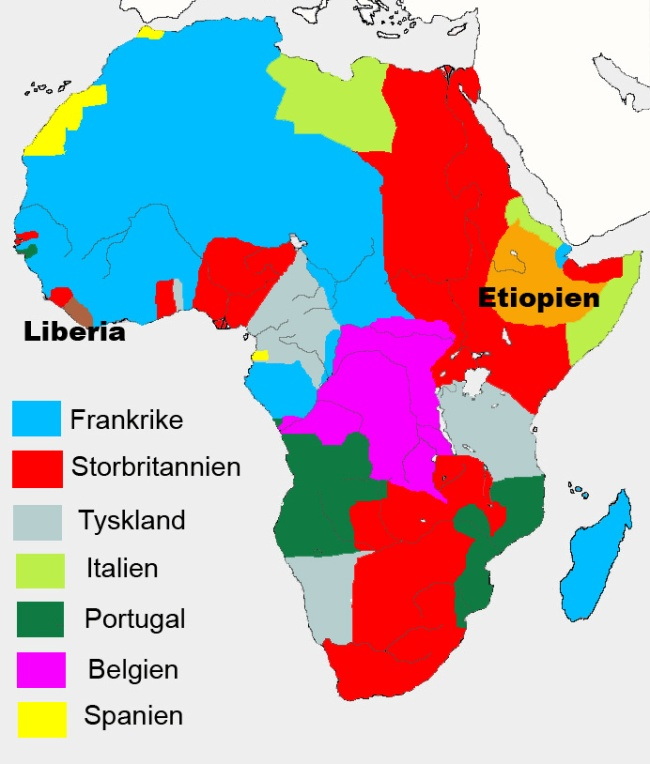 Etiopien
Liberia
Frankrike
Storbritannien
Tyskland
Italien
Portugal
Belgien
Spanien